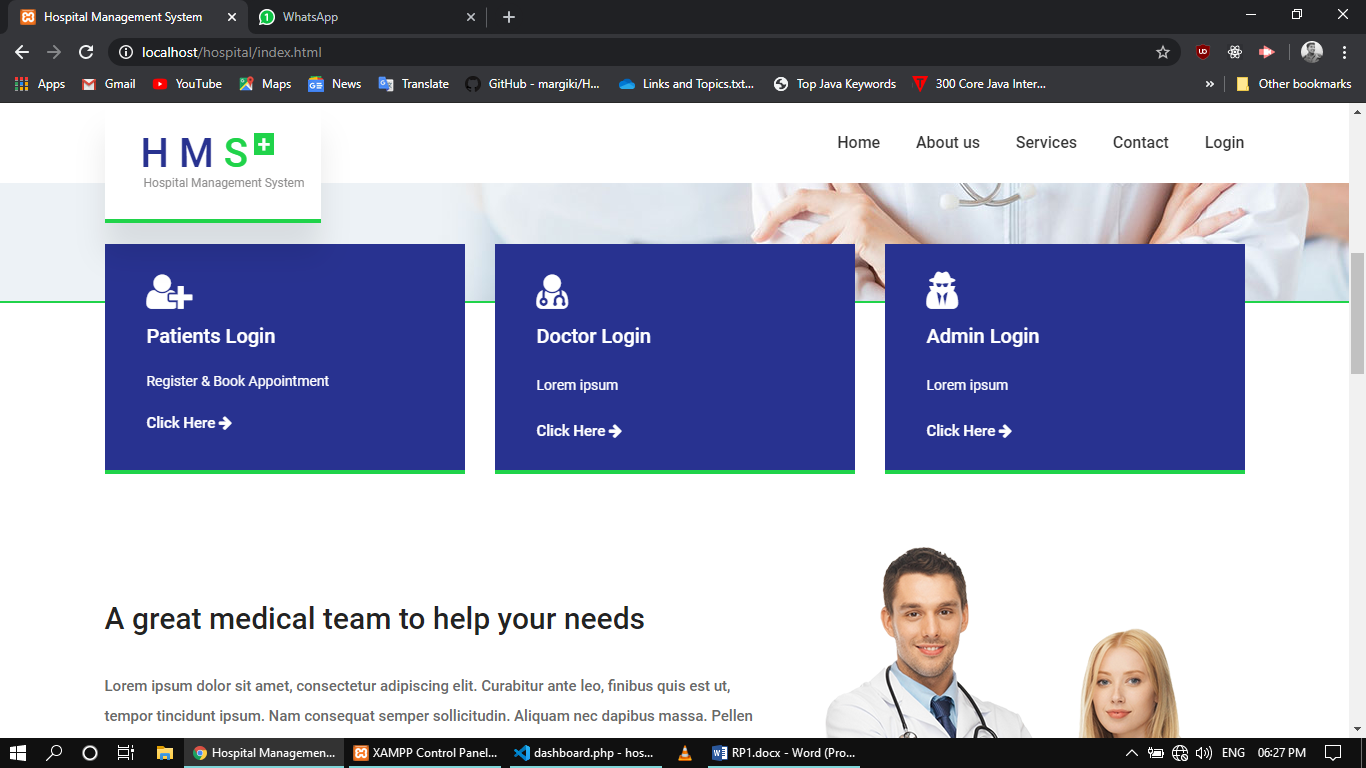 Hospital Management System
WhatsApp
localhost/hospital/index.html
Apps
Gmail
YouTube
Maps
News
Translate
GitHub - margiki/H...
Links and Topics.txt...
Top Java Keywords
300 Core Java Inter...
»
Other bookmarks
H M S+
Hospital Management System
Home
About us
Services
Contact
Login
Patients Login
Register & Book Appointment
Click Here
Doctor Login
Lorem ipsum
Click Here
Admin Login
Lorem ipsum
Click Here
A great medical team to help your needs
Lorem ipsum dolor sit amet, consectetur adipiscing elit. Curabitur ante leo, finibus quis est ut,
tempor tincidunt ipsum. Nam consequat semper sollicitudin. Aliquam nec dapibus massa. Pellen
Hospital Managemen...
XAMPP Control Panel...
dashboard.php - hos...
RP1.docx - Word (Pro...
ENG
06:27 PM